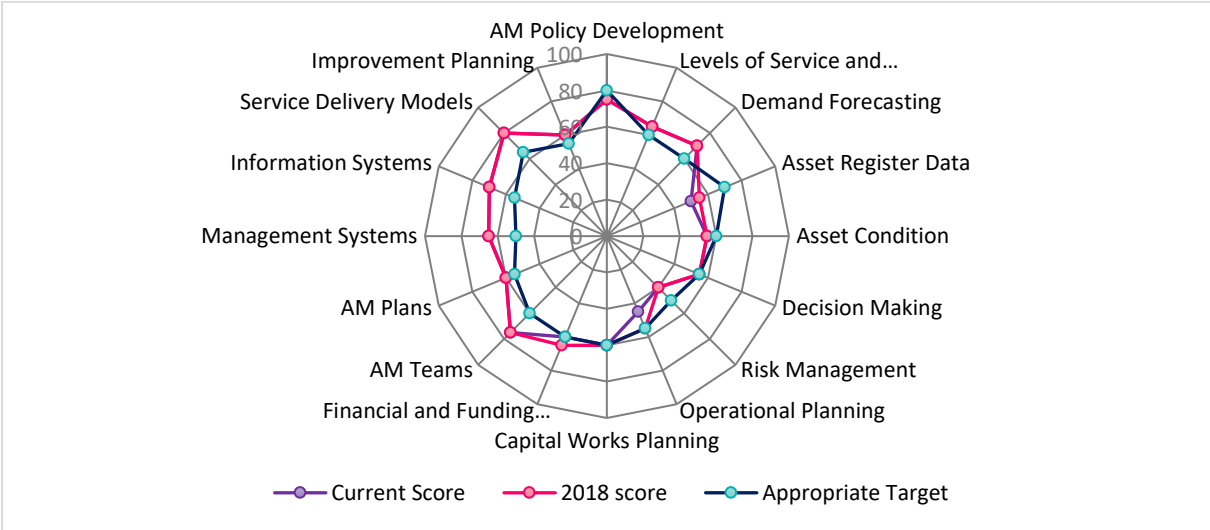 AM Policy Development
Improvement Planning
100
Levels of Service and...
Service Delivery Models
80
Demand Forecasting
60
Information Systems
40
Asset Register Data
20
Management Systems
0
Asset Condition
AM Plans
Decision Making
AM Teams
Risk Management
Financial and Funding...
Operational Planning
Capital Works Planning
Current Score
2018 score
Appropriate Target